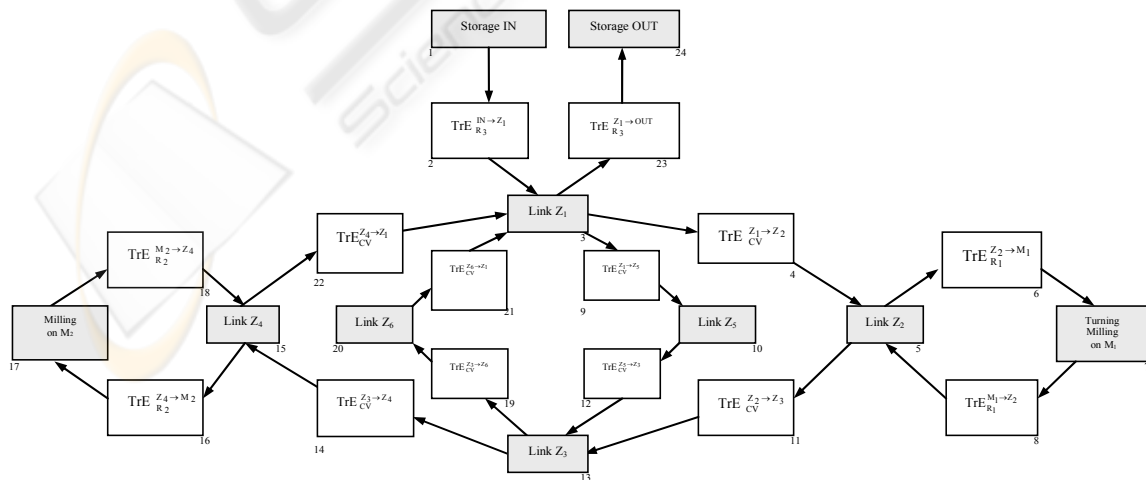 Storage IN
1
Storage OUT
24
TrE R₃ IN→Z₁
2
TrE R₃ Z₁→OUT
23
Link Z₁
3
TrE CV Z₄→Z₁
22
TrE CV Z₁→Z₂
4
TrE R₂ M₂→Z₄
18
TrE R₁ Z₂→M₁
6
TrE CV Z₆→Z₁
21
TrE CV Z₁→Z₅
9
Milling
on M₂
17
Link Z₄
15
Link Z₆
20
Link Z₅
10
Link Z₂
5
Turning
Milling
on M₁
TrE R₂ Z₄→M₂
16
TrE CV Z₃→Z₄
14
TrE CV Z₃→Z₆
19
TrE CV Z₅→Z₃
12
TrE CV Z₂→Z₃
11
TrE R₁ M₁→Z₂
8
Link Z₃
13